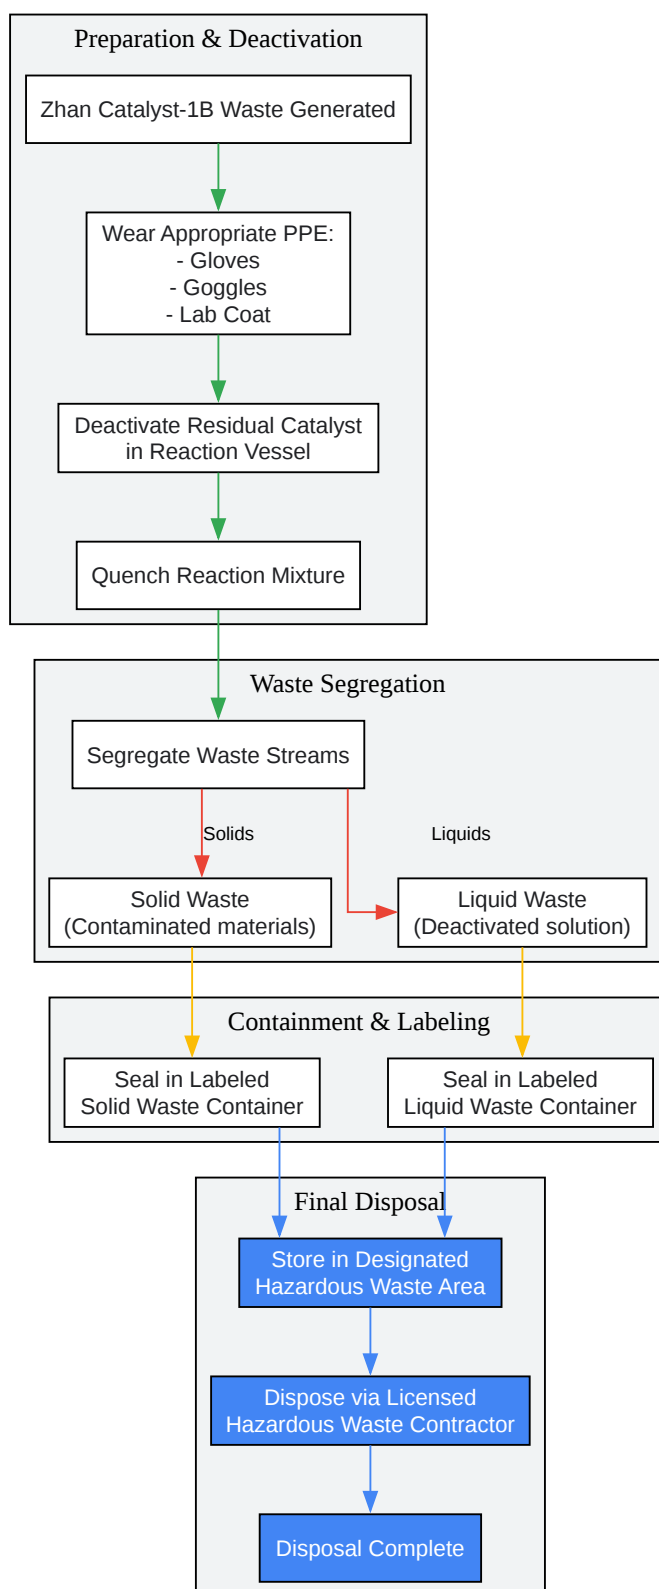 Preparation & Deactivation
Zhan Catalyst-1B Waste Generated
Wear Appropriate PPE:
- Gloves
- Goggles
- Lab Coat
Deactivate Residual Catalyst
in Reaction Vessel
Quench Reaction Mixture
Waste Segregation
Segregate Waste Streams
Solids
Liquids
Solid Waste
(Contaminated materials)
Liquid Waste
(Deactivated solution)
Containment & Labeling
Seal in Labeled
Solid Waste Container
Seal in Labeled
Liquid Waste Container
Final Disposal
Store in Designated
Hazardous Waste Area
Dispose via Licensed
Hazardous Waste Contractor
Disposal Complete